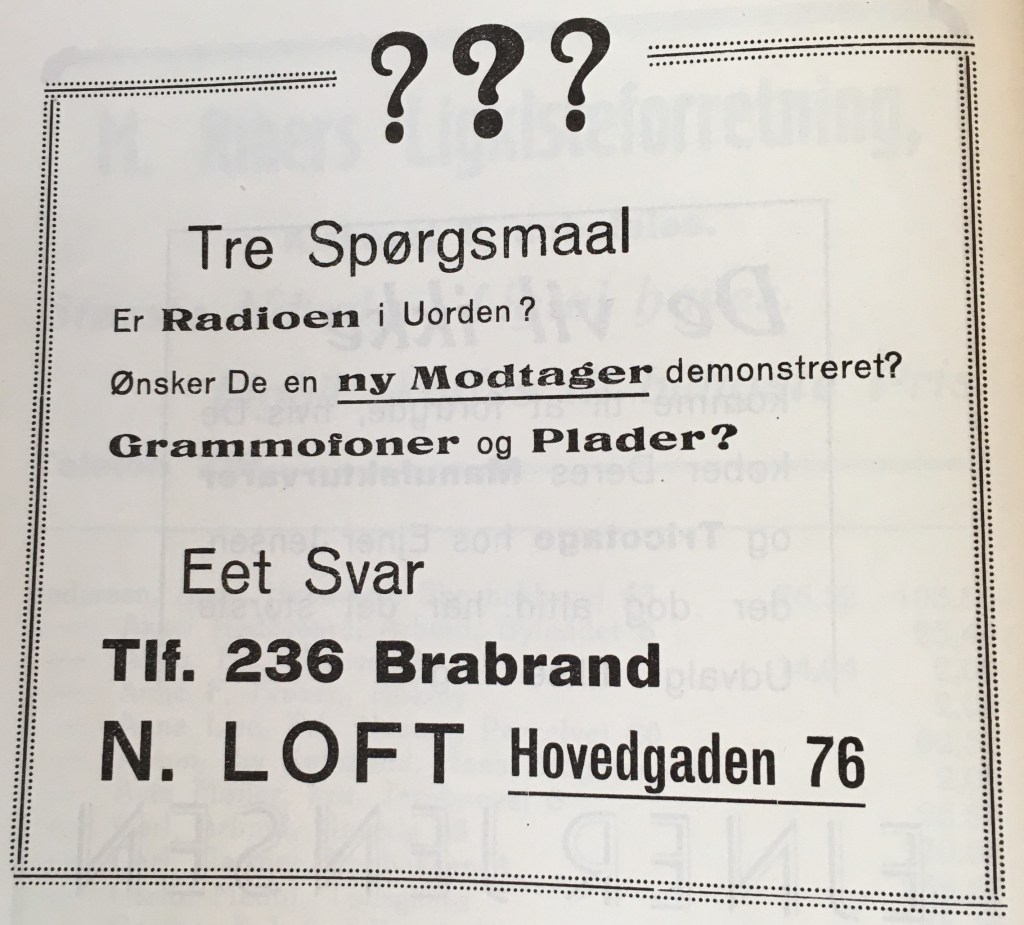 ? ? ?
Tre Spørgsmaal
Er Radioen i Uorden?
Ønsker De en ny Modtager demonstreret?
Grammofoner og Plader?
Eet Svar
Tlf. 236 Brabrand
N. LOFT Hovedgaden 76